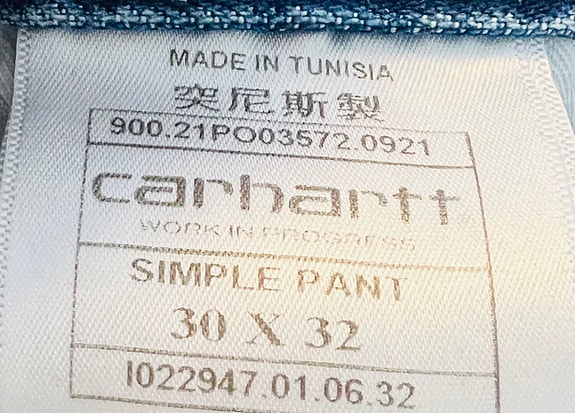 MADE IN TUNISIA
突尼斯製
900.21PO03572.0921
carhartt
WORK IN PROGRESS
SIMPLE PANT
30 X 32
I022947.01.06.32